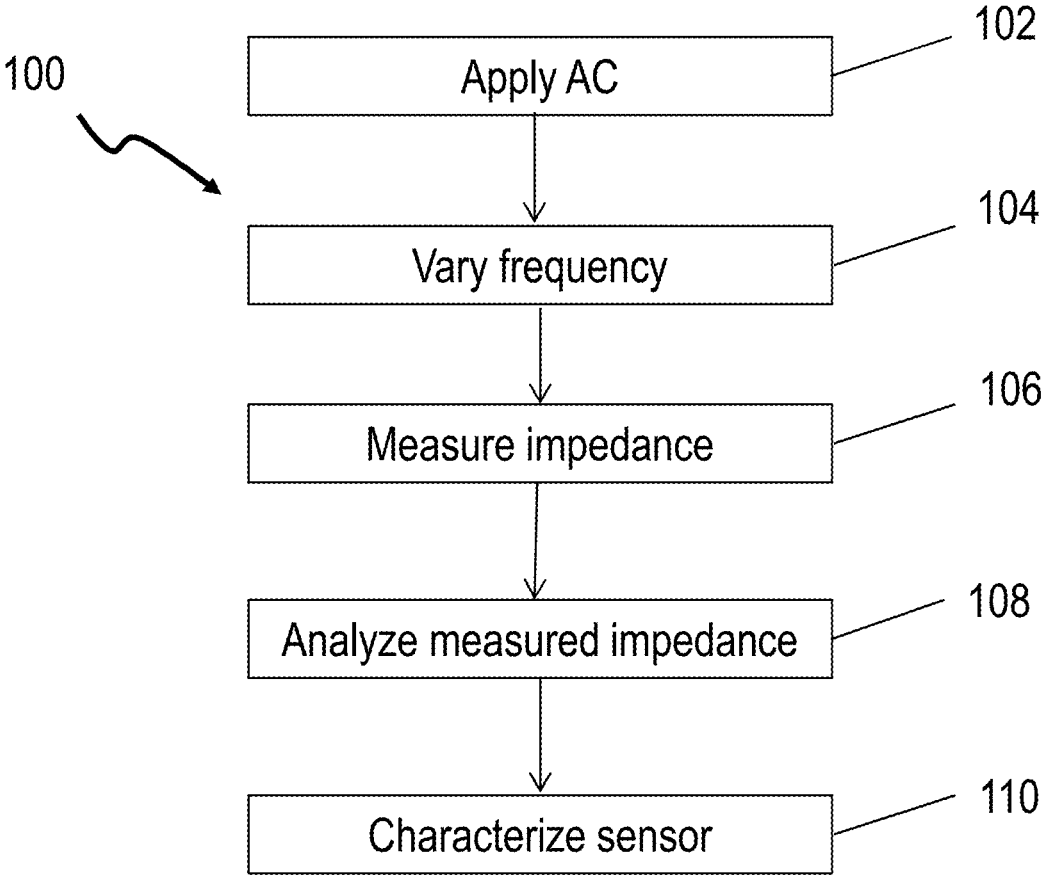 102
100
Apply AC
104
Vary frequency
106
Measure impedance
108
Analyze measured impedance
110
Characterize sensor